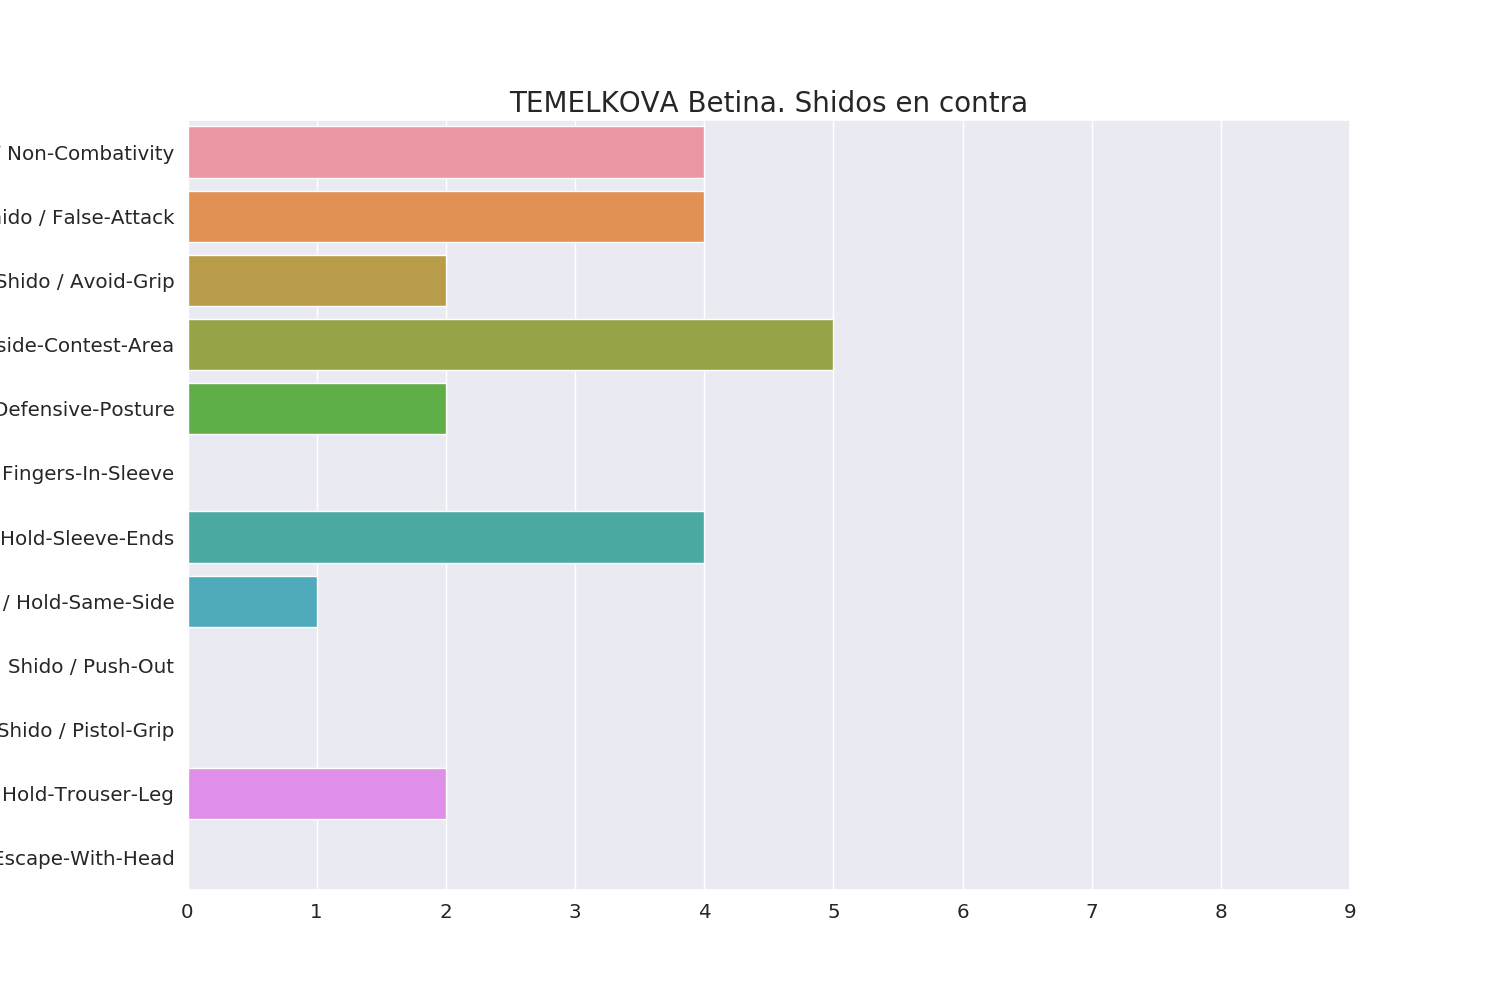 TEMELKOVA Betina. Shidos en contra
/ Non-Combativity
/ False-Attack
Shido / Avoid-Grip
side-Contest-Area
Defensive-Posture
Fingers-In-Sleeve
Hold-Sleeve-Ends
/ Hold-Same-Side
Shido / Push-Out
Shido / Pistol-Grip
Hold-Trouser-Leg
Escape-With-Head
0 1 2 3 4 5 6 7 8 9